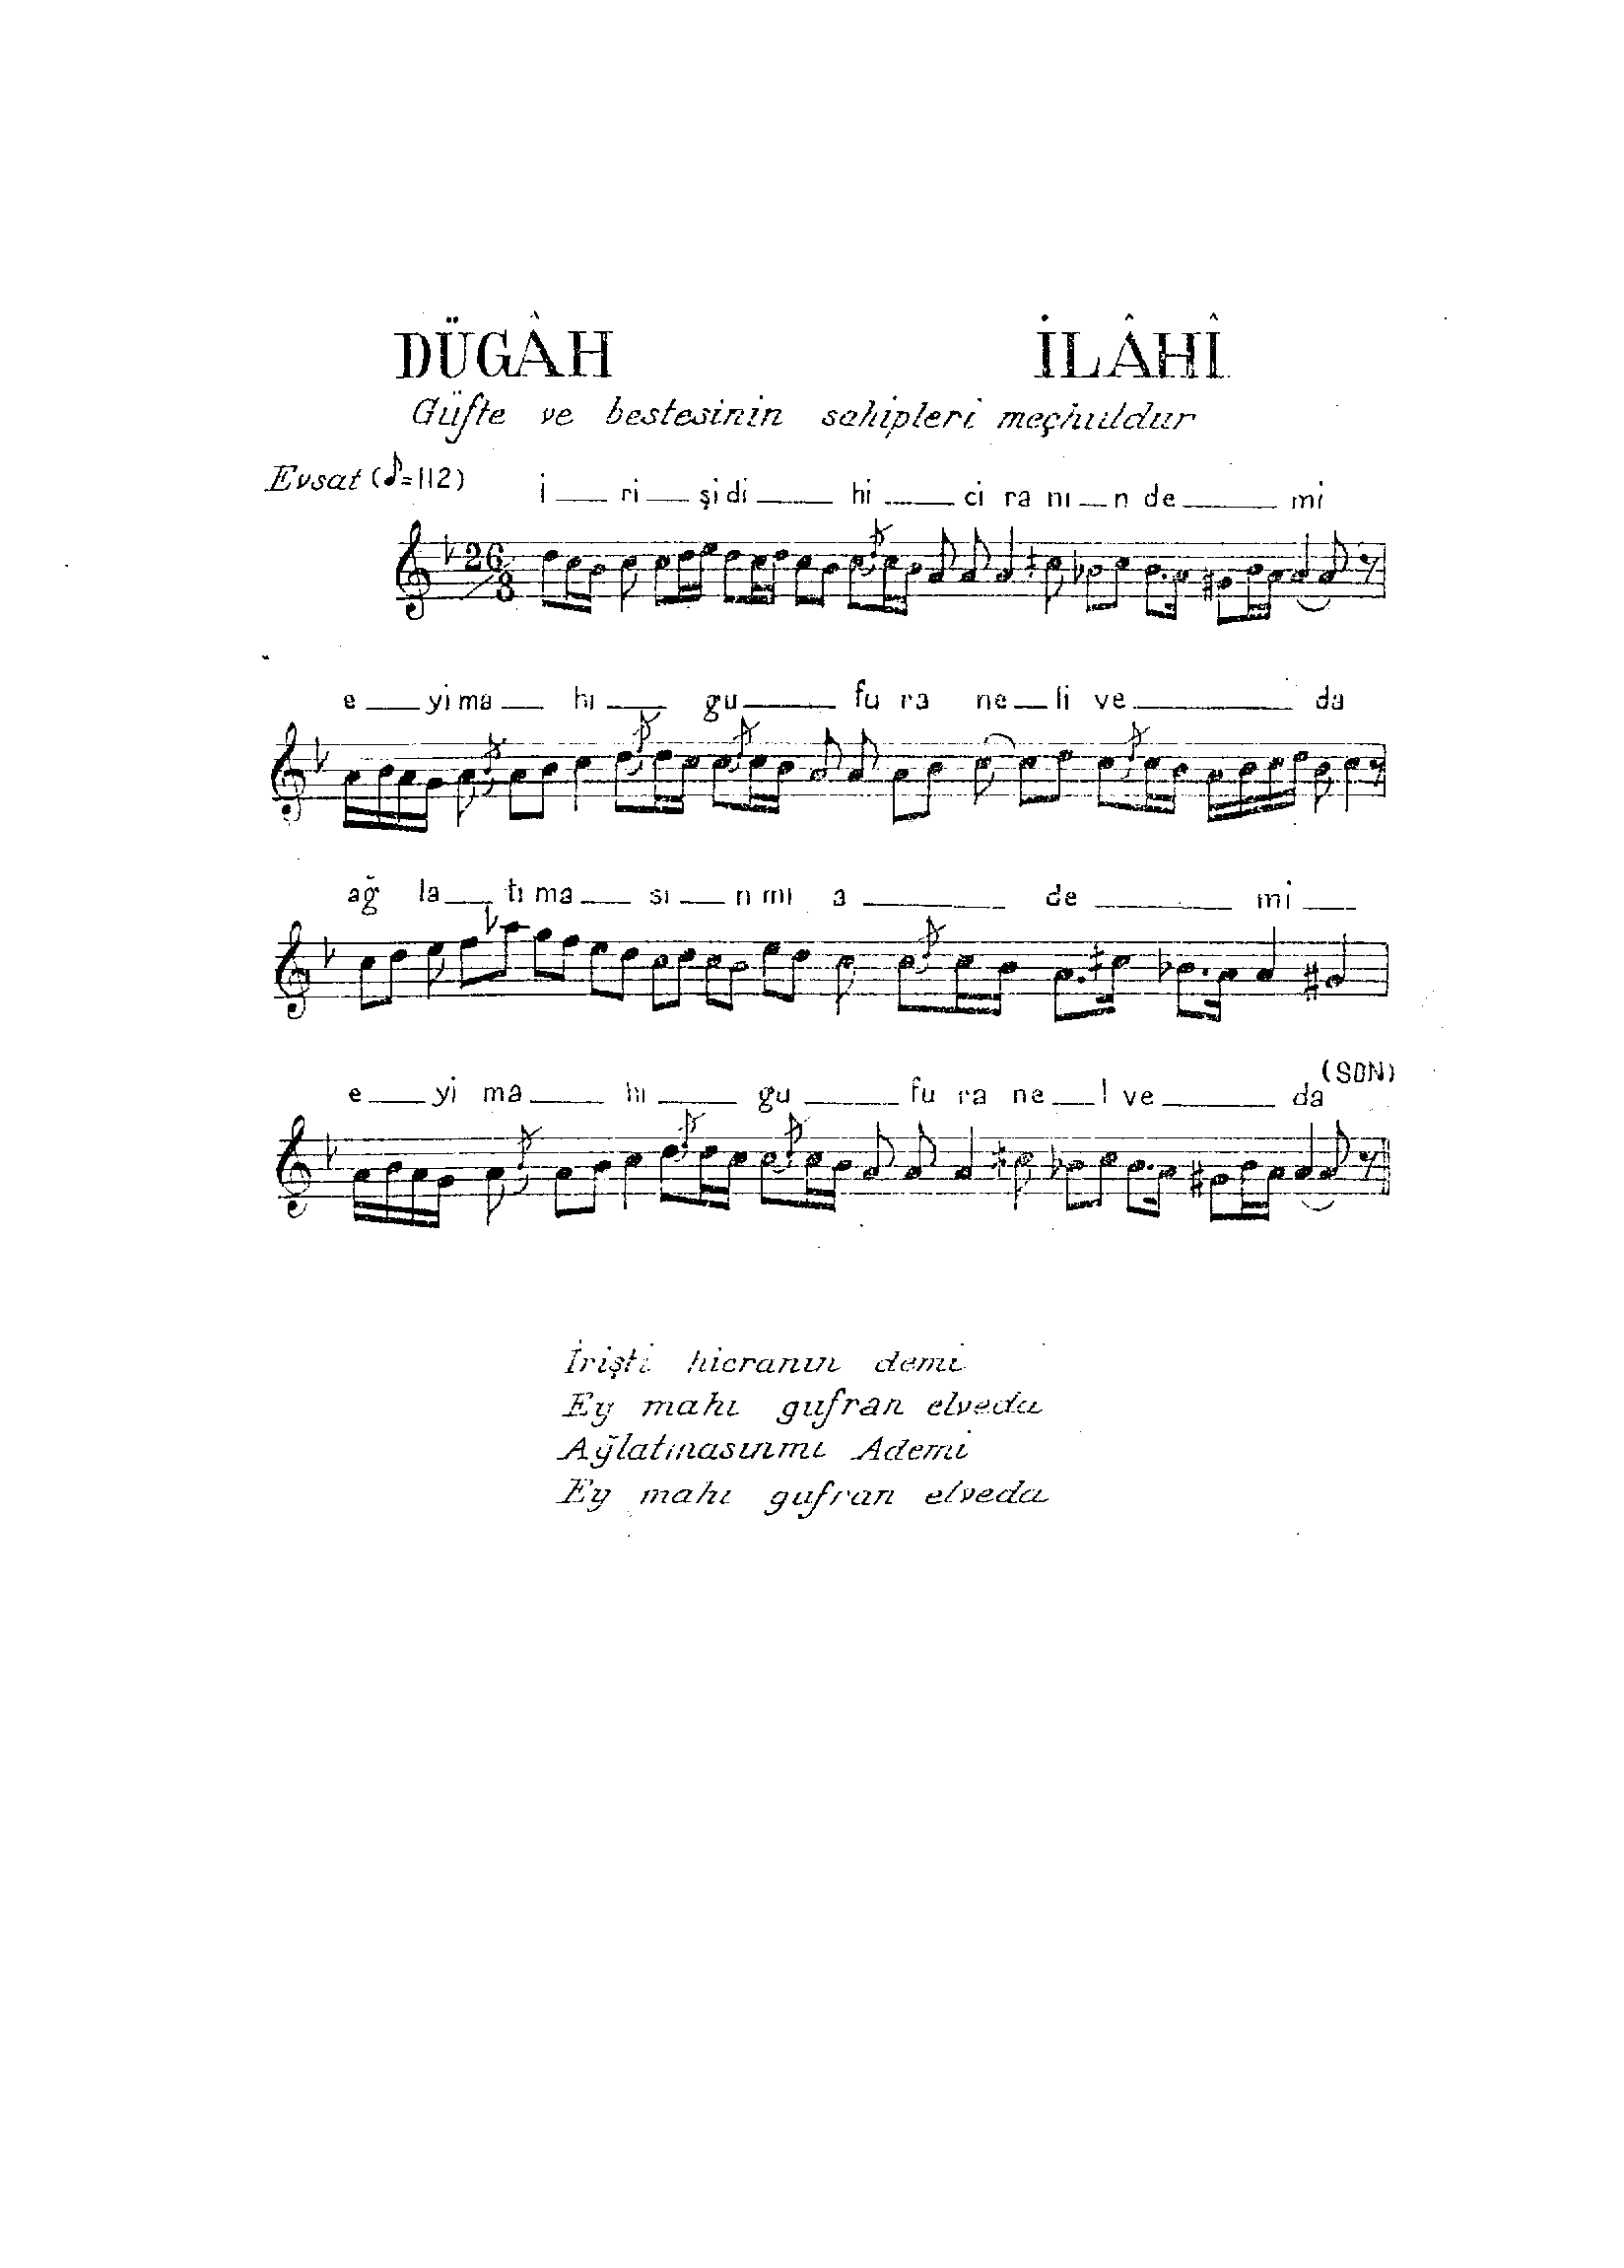 DÜGÂH İLÂHÎ
Güfte ve bestesinin sahipleri meçhuldur
Evsat (♪=112)
i ri şi di hi ci ra nı n de mi
26/8
e yi ma hı gu fu ra ne li ve da
ağ la tı ma sı n mı a de mi
(SON)
e yi ma hı gu fu ra ne l ve da
İrişti hicranın demi
Ey mahı gufran elveda
Ağlatmasınmı Ademi
Ey mahı gufran elveda